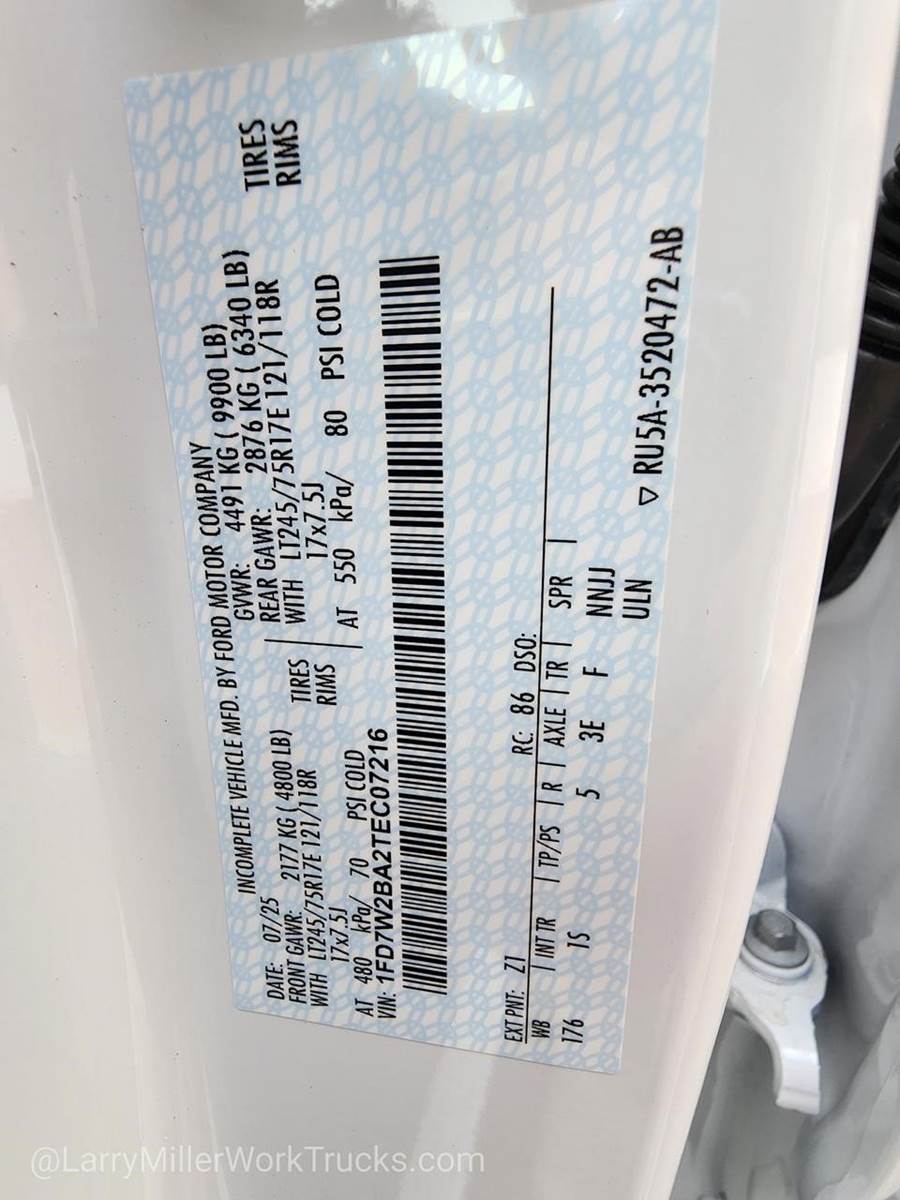 INCOMPLETE VEHICLE MFD. BY FORD MOTOR COMPANY
DATE: 07/25 GVWR: 4491 KG ( 9900 LB)
FRONT GAWR: 2177 KG ( 4800 LB) REAR GAWR: 2876 KG ( 6340 LB)
WITH LT245/75R17E 121/118R TIRES WITH LT245/75R17E 121/118R TIRES
17x7.5J RIMS 17x7.5J RIMS
AT 480 kPa/ 70 PSI COLD AT 550 kPa/ 80 PSI COLD
VIN: 1FD7W2BA2TEC07216
EXT PNT: Z1 RC: 86 DSO:
WB | INT TR | TP/PS | R | AXLE | TR | SPR |
176 1S 5 3E F NNJJ
ULN
▽ RU5A-3520472-AB
@LarryMillerWorkTrucks.com